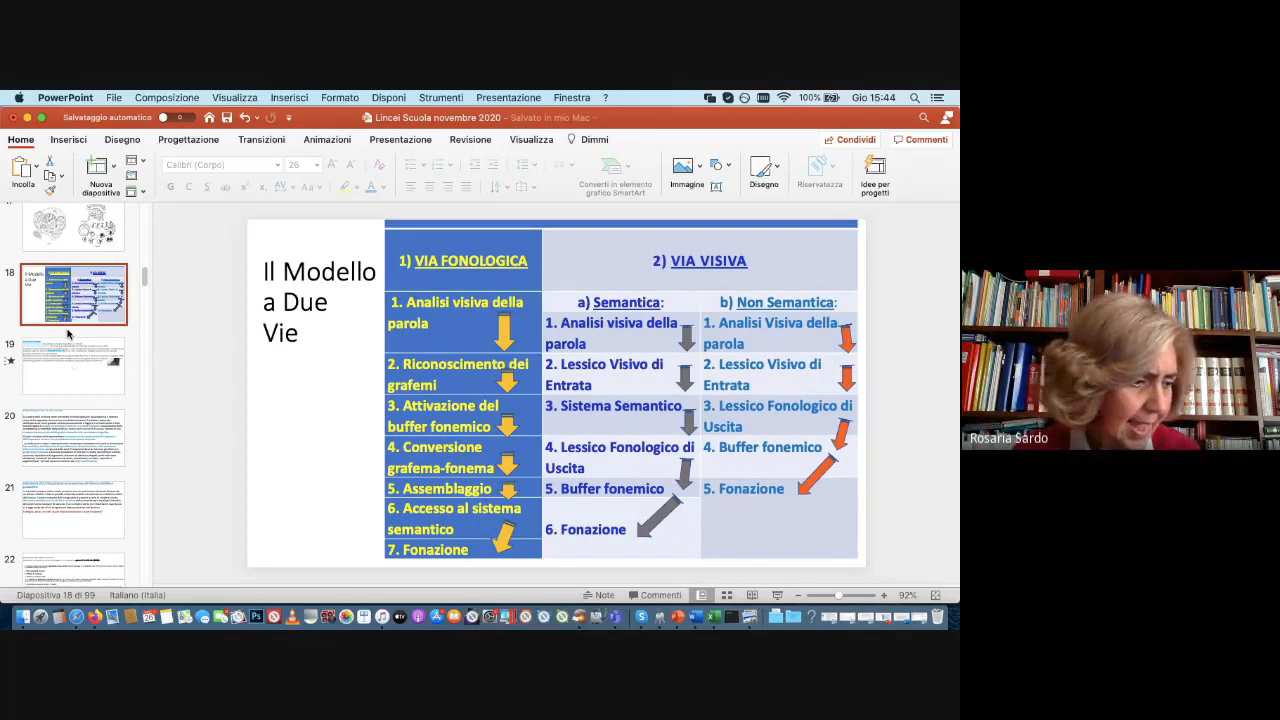 PowerPoint File Composizione Visualizza Inserisci Formato Disponi Strumenti Presentazione Finestra ? 100% Gio 15:44
Salvataggio automatico Lincei Scuola novembre 2020 – Salvato in mio Mac
Home Inserisci Disegno Progettazione Transizioni Animazioni Presentazione Revisione Visualizza Dimmi Condividi Commenti
Incolla
Nuova diapositiva
Calibri (Corpo) 26
Converti in elemento grafico SmartArt
Immagine
Disegno
Riservatezza
Idee per progetti
18
19
20
21
22
Il Modello
a Due
Vie
1) VIA FONOLOGICA
1. Analisi visiva della
parola
2. Riconoscimento dei
grafemi
3. Attivazione del
buffer fonemico
4. Conversione
grafema-fonema
5. Assemblaggio
6. Accesso al sistema
semantico
7. Fonazione
2) VIA VISIVA
a) Semantica:
1. Analisi visiva della
parola
2. Lessico Visivo di
Entrata
3. Sistema Semantico
4. Lessico Fonologico di
Uscita
5. Buffer fonemico
6. Fonazione
b) Non Semantica:
1. Analisi Visiva della
parola
2. Lessico Visivo di
Entrata
3. Lessico Fonologico di
Uscita
4. Buffer fonemico
5. Fonazione
Rosaria Sardo
Diapositiva 18 di 99 Italiano (Italia) Note Commenti 92%